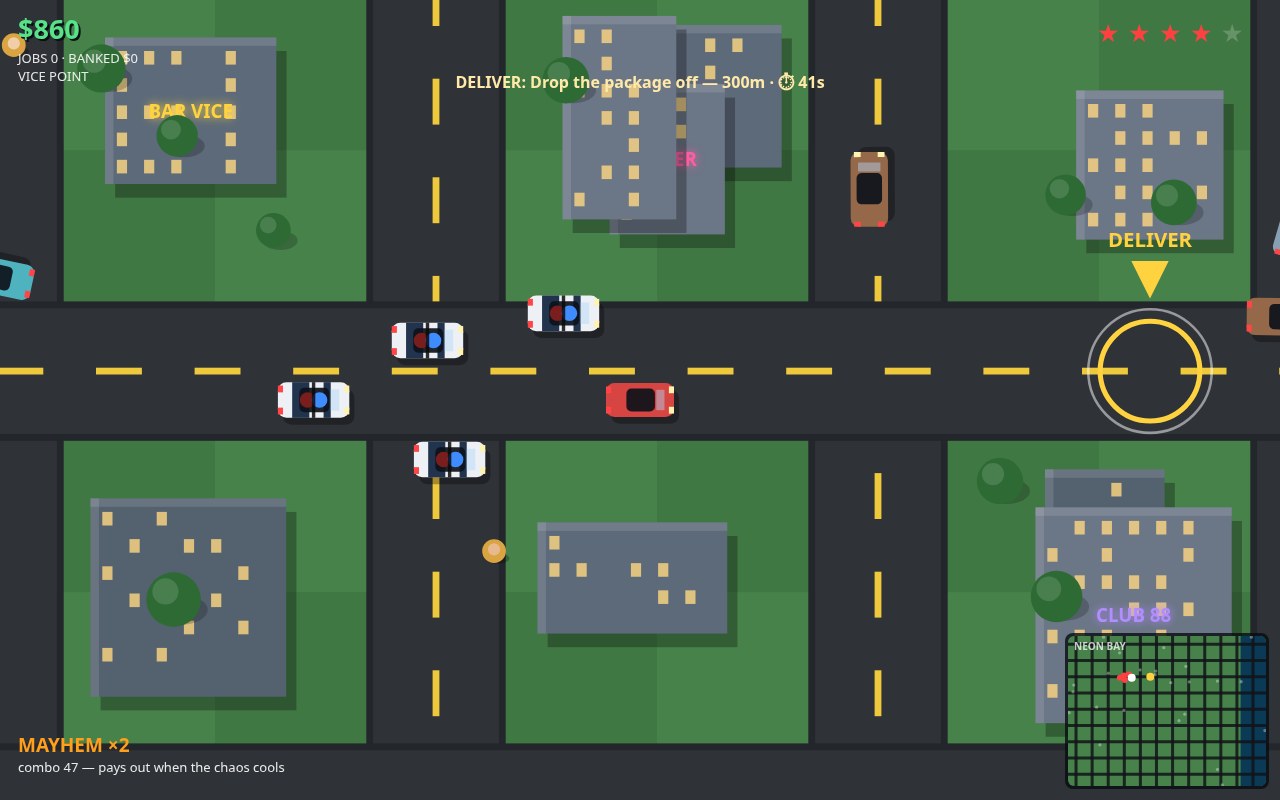 $860
JOBS 0 · BANKED $0
VICE POINT
DELIVER: Drop the package off — 300m · ⏱ 41s
BAR VICE
ER
DELIVER
CLUB 88
NEON BAY
MAYHEM ×2
combo 47 — pays out when the chaos cools